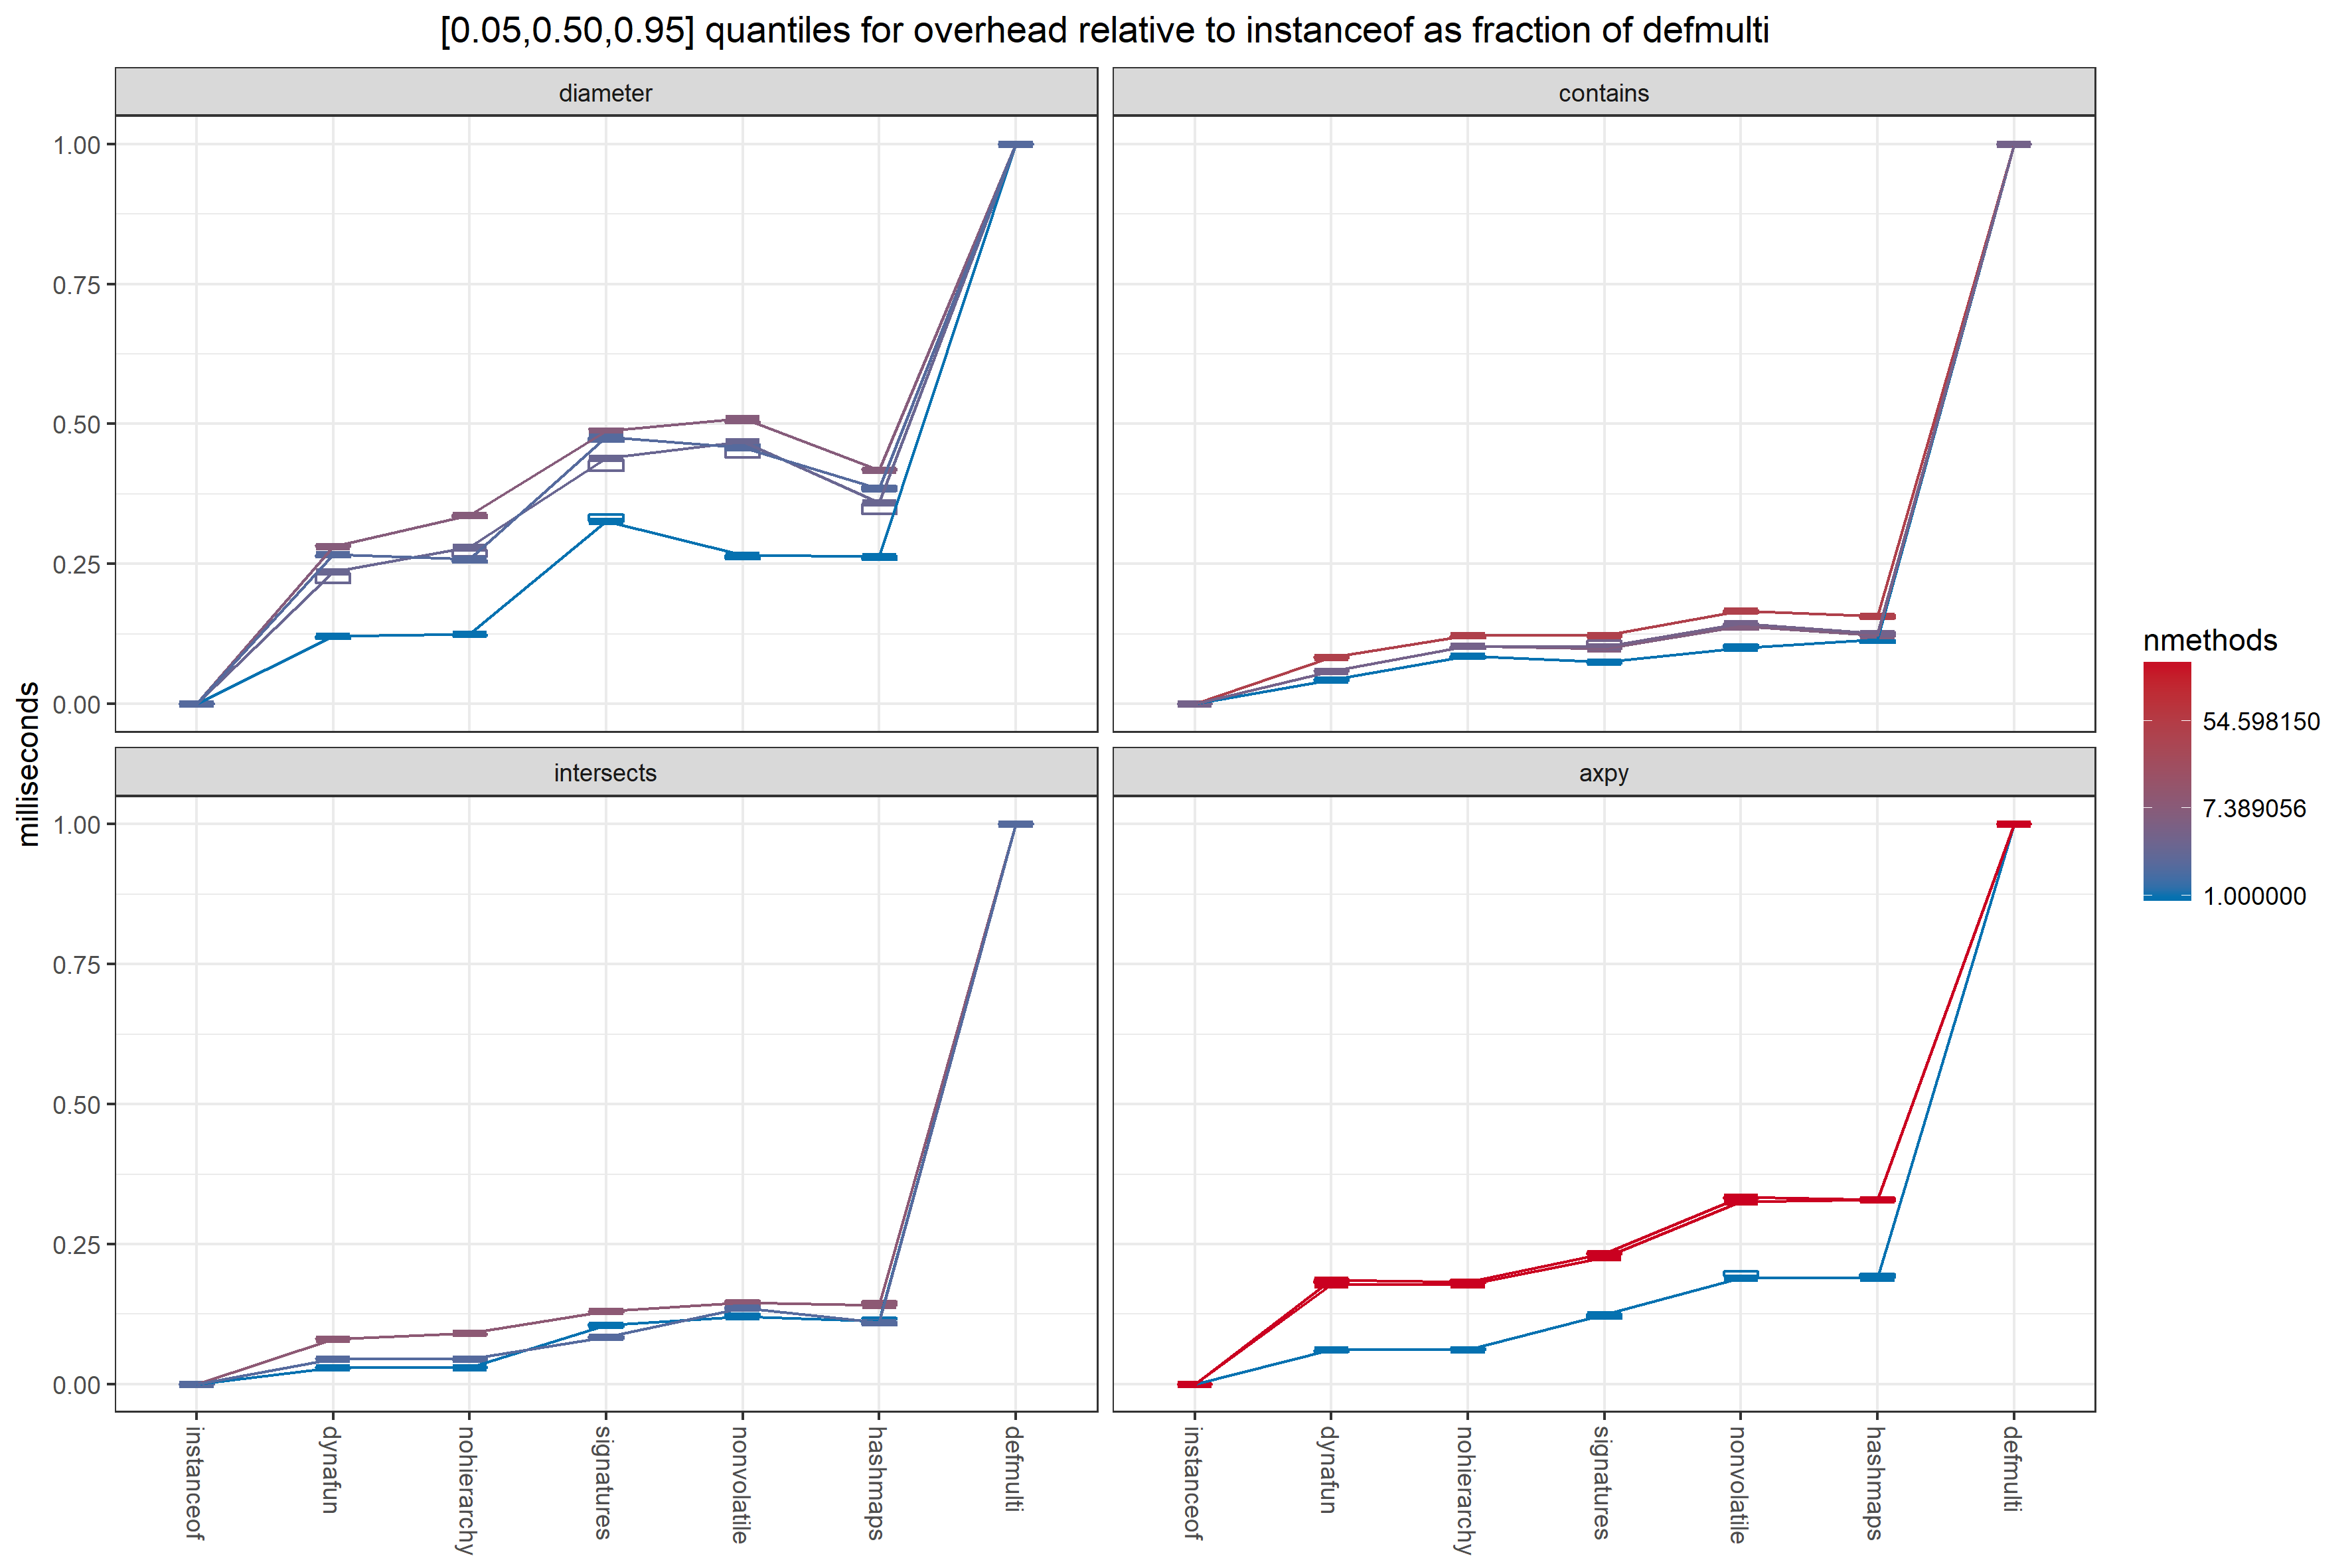 [0.05,0.50,0.95] quantiles for overhead relative to instanceof as fraction of defmulti
diameter
contains
1.00
0.75
0.50
0.25
0.00
intersects
axpy
1.00
0.75
0.50
0.25
0.00
milliseconds
instanceof
dynafun
nohierarchy
signatures
nonvolatile
hashmaps
defmulti
instanceof
dynafun
nohierarchy
signatures
nonvolatile
hashmaps
defmulti
nmethods
54.598150
7.389056
1.000000